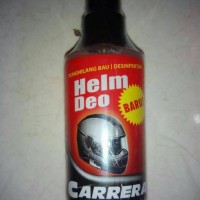 PENGHILANG BAU | DESINFEKTAN
Helm
Deo
BARU!
CARRERA